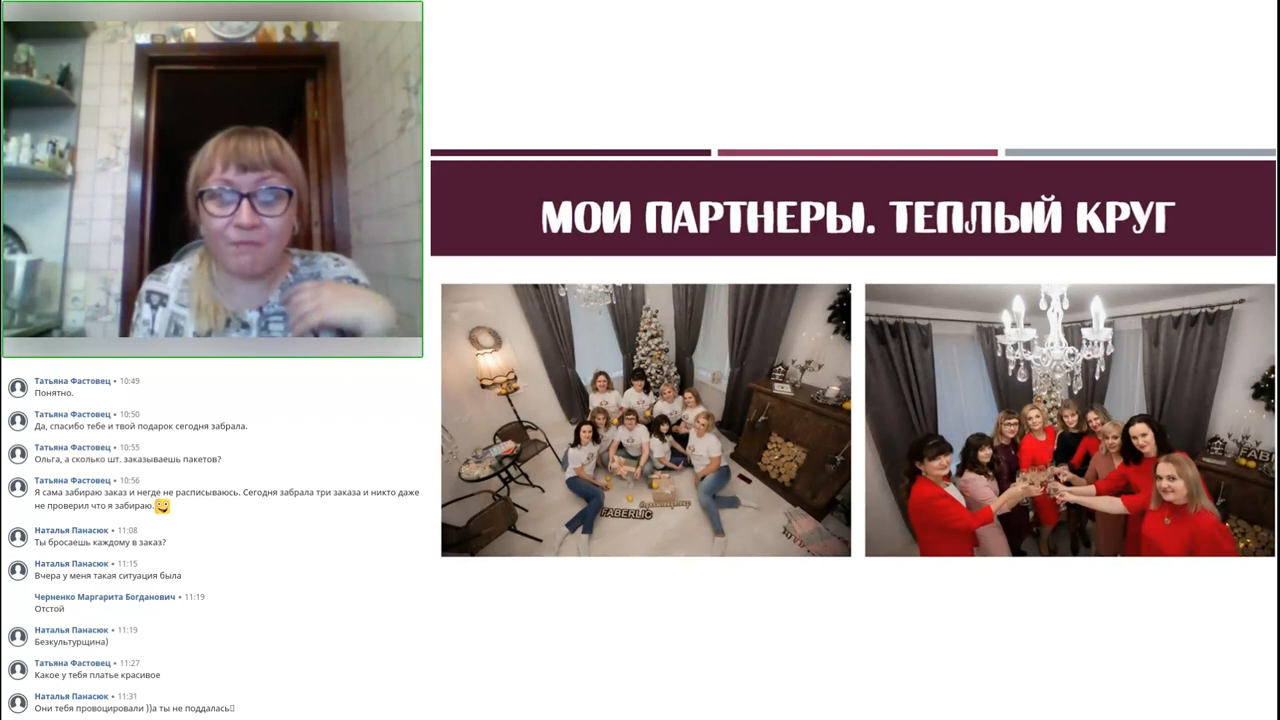 МОИ ПАРТНЕРЫ. ТЕПЛЫЙ КРУГ
FABERLIC
FABE
Татьяна Фастовец • 10:49
Понятно.
Татьяна Фастовец • 10:50
Да, спасибо тебе и твой подарок сегодня забрала.
Татьяна Фастовец • 10:55
Ольга, а сколько шт. заказываешь пакетов?
Татьяна Фастовец • 10:56
Я сама забираю заказ и негде не расписываюсь. Сегодня забрала три заказа и никто даже
не проверил что я забираю.
Наталья Панасюк • 11:08
Ты бросаешь каждому в заказ?
Наталья Панасюк • 11:15
Вчера у меня такая ситуация была
Черненко Маргарита Богданович • 11:19
Отстой
Наталья Панасюк • 11:19
Безкультурщина)
Татьяна Фастовец • 11:27
Какое у тебя платье красивое
Наталья Панасюк • 11:31
Они тебя провоцировали ))а ты не поддалась